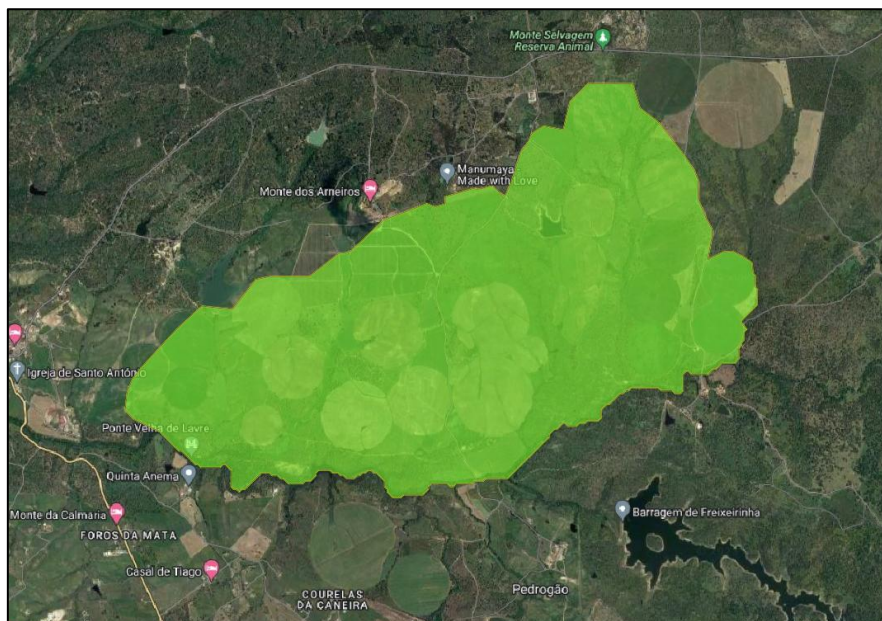 Monte Selvagem
Reserva Animal
Manumaya -
Made with Love
Monte dos Arneiros
Igreja de Santo António
Ponte Velha de Lavre
Quinta Anema
Monte da Calmaria
FOROS DA MATA
Barragem de Freixeirinha
Casal de Tiago
COURELAS
DA CANEIRA
Pedrogão